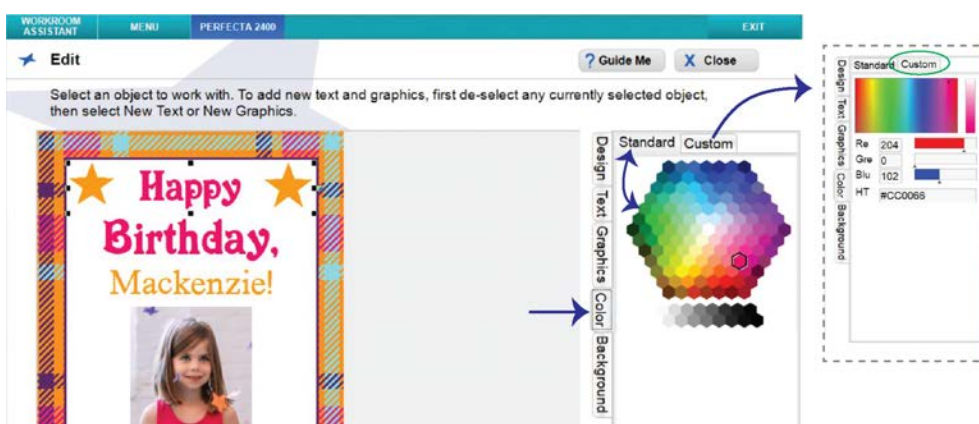 WORKROOM
ASSISTANT
MENU
PERFECTA 2400
EXIT
Edit
? Guide Me
X Close
Select an object to work with. To add new text and graphics, first de-select any currently selected object,
then select New Text or New Graphics.
Happy
Birthday,
Mackenzie!
Design
Text
Graphics
Color
Background
Standard
Custom
Design
Text
Graphics
Color
Background
Standard
Custom
Re 204
Gre 0
Blu 102
HT #CC0066